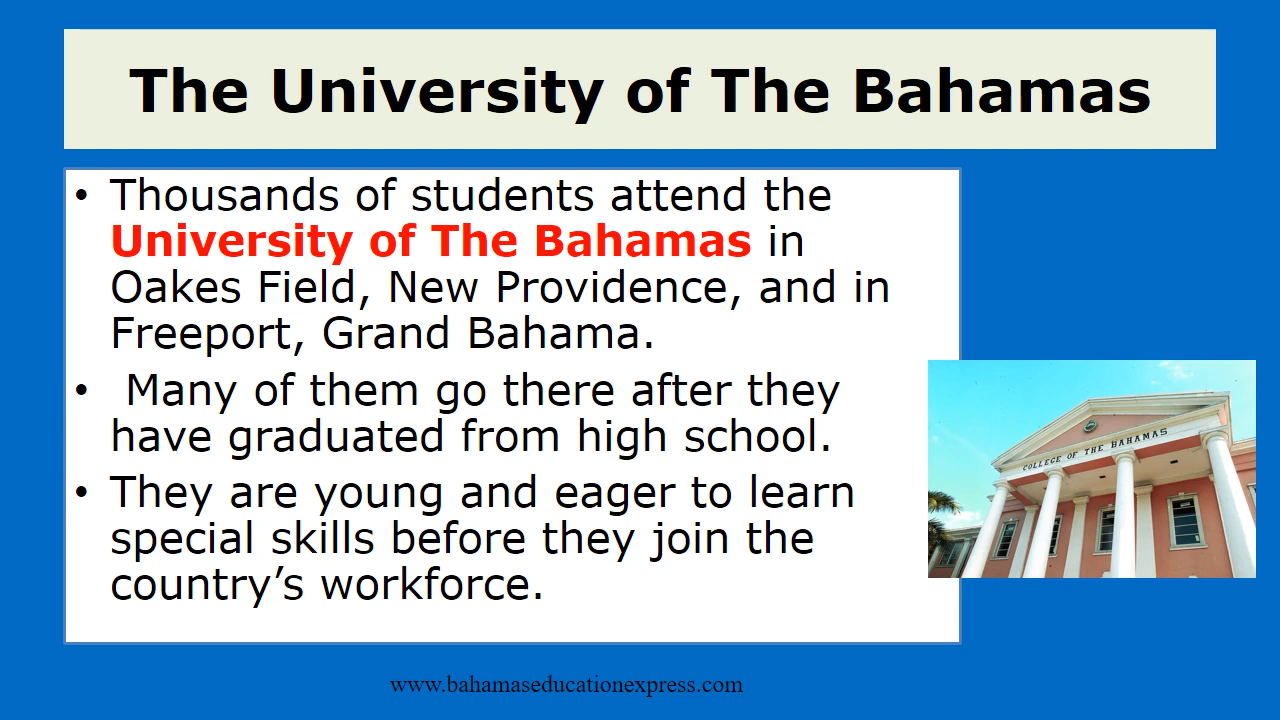 The University of The Bahamas
• Thousands of students attend the
University of The Bahamas in
Oakes Field, New Providence, and in
Freeport, Grand Bahama.
• Many of them go there after they
have graduated from high school.
• They are young and eager to learn
special skills before they join the
country’s workforce.
COLLEGE OF THE BAHAMAS
www.bahamaseducationexpress.com